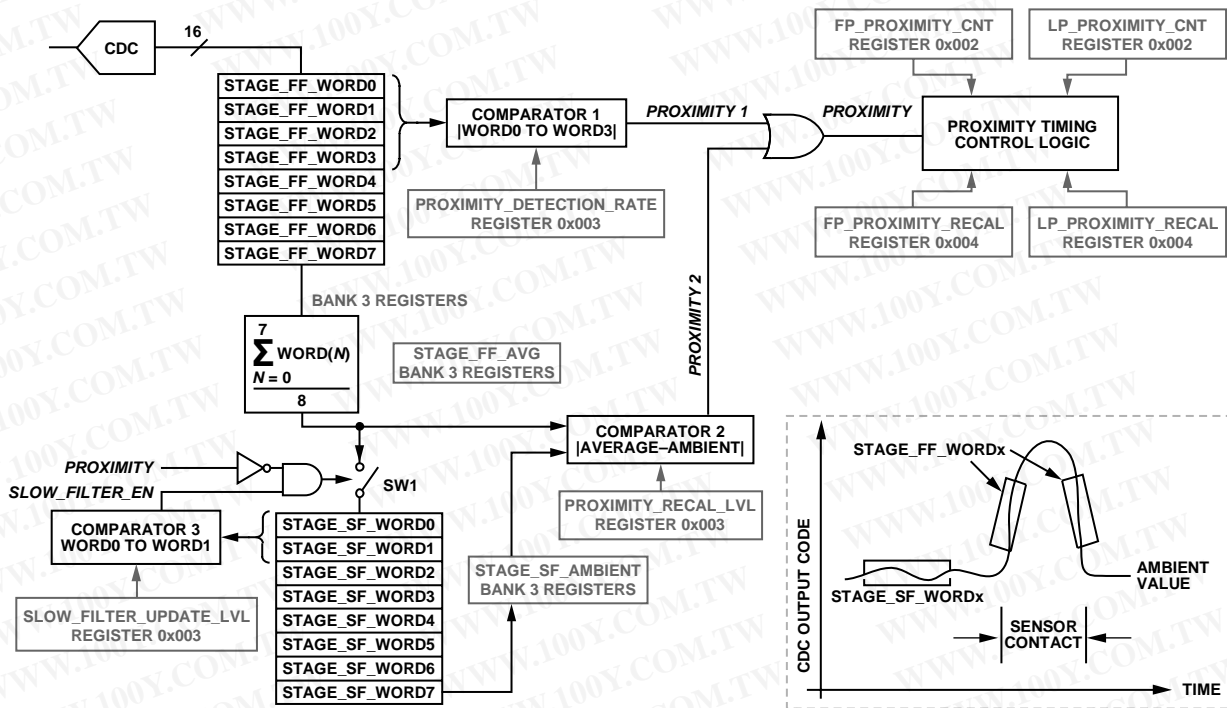 CDC
16
STAGE_FF_WORD0
STAGE_FF_WORD1
STAGE_FF_WORD2
STAGE_FF_WORD3
STAGE_FF_WORD4
STAGE_FF_WORD5
STAGE_FF_WORD6
STAGE_FF_WORD7
COMPARATOR 1
|WORD0 TO WORD3|
PROXIMITY_DETECTION_RATE
REGISTER 0x003
PROXIMITY 1
PROXIMITY
FP_PROXIMITY_CNT
REGISTER 0x002
LP_PROXIMITY_CNT
REGISTER 0x002
PROXIMITY TIMING
CONTROL LOGIC
FP_PROXIMITY_RECAL
REGISTER 0x004
LP_PROXIMITY_RECAL
REGISTER 0x004
PROXIMITY 2
BANK 3 REGISTERS
7
Σ WORD(N)
N = 0
8
STAGE_FF_AVG
BANK 3 REGISTERS
COMPARATOR 2
|AVERAGE–AMBIENT|
PROXIMITY_RECAL_LVL
REGISTER 0x003
PROXIMITY
SLOW_FILTER_EN
SW1
COMPARATOR 3
WORD0 TO WORD1
SLOW_FILTER_UPDATE_LVL
REGISTER 0x003
STAGE_SF_WORD0
STAGE_SF_WORD1
STAGE_SF_WORD2
STAGE_SF_WORD3
STAGE_SF_WORD4
STAGE_SF_WORD5
STAGE_SF_WORD6
STAGE_SF_WORD7
STAGE_SF_AMBIENT
BANK 3 REGISTERS
CDC OUTPUT CODE
STAGE_FF_WORDx
STAGE_SF_WORDx
AMBIENT
VALUE
SENSOR
CONTACT
TIME
WWW.100Y.COM.TW